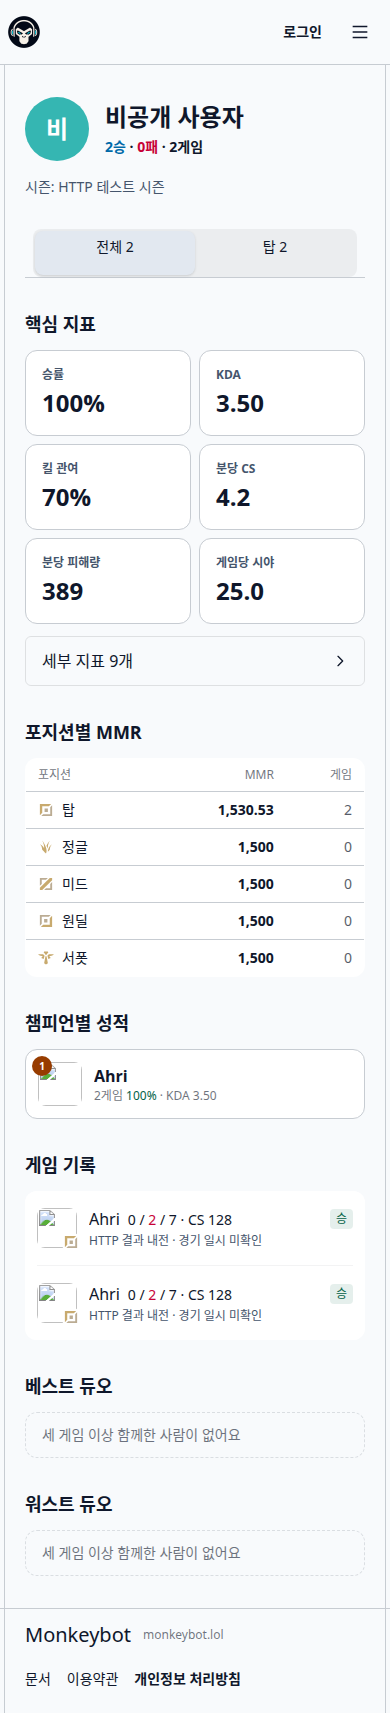 로그인
비
비공개 사용자
2승 · 0패 · 2게임
시즌: HTTP 테스트 시즌
전체 2
탑 2
핵심 지표
승률
KDA
100%
3.50
킬 관여
분당 CS
70%
4.2
분당 피해량
게임당 시야
389
25.0
세부 지표 9개
포지션별 MMR
포지션 MMR 게임
탑 1,530.53 2
정글 1,500 0
미드 1,500 0
원딜 1,500 0
서폿 1,500 0
챔피언별 성적
1
Ahri
2게임 100% · KDA 3.50
게임 기록
Ahri 0 / 2 / 7 · CS 128 승
HTTP 결과 내전 · 경기 일시 미확인
Ahri 0 / 2 / 7 · CS 128 승
HTTP 결과 내전 · 경기 일시 미확인
베스트 듀오
세 게임 이상 함께한 사람이 없어요
워스트 듀오
세 게임 이상 함께한 사람이 없어요
Monkeybot monkeybot.lol
문서 이용약관 개인정보 처리방침